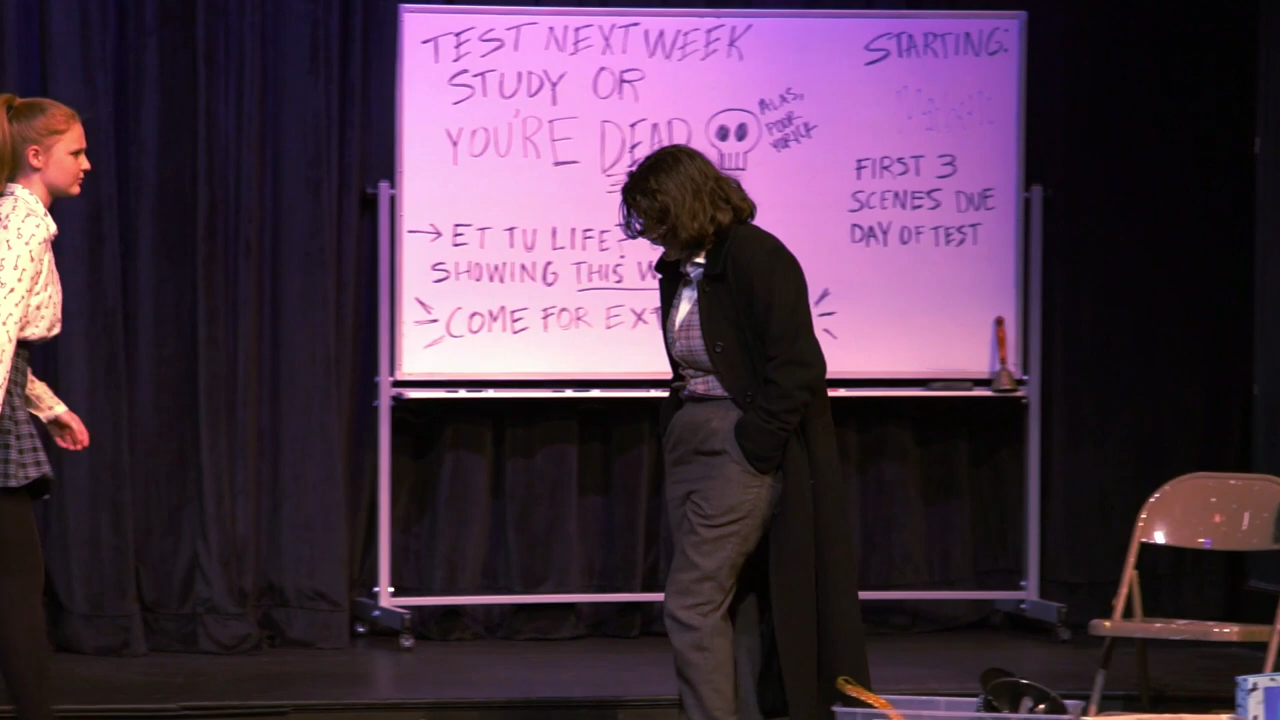 TEST NEXT WEEK
STUDY OR
YOU'RE DEAD
ALAS,
POOR
YORICK
→ ET TU LIFE?
SHOWING THIS W
COME FOR EXT
STARTING:
FIRST 3
SCENES DUE
DAY OF TEST